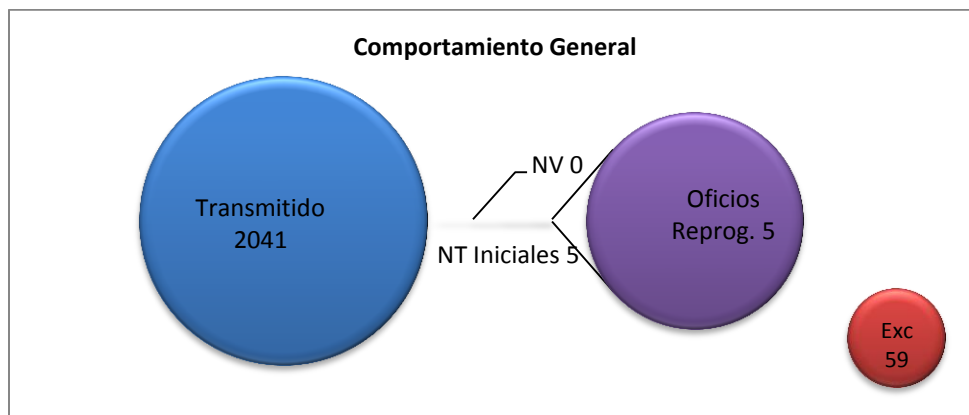 Comportamiento General
Transmitido
2041
NV 0
NT Iniciales 5
Oficios
Reprog. 5
Exc
59